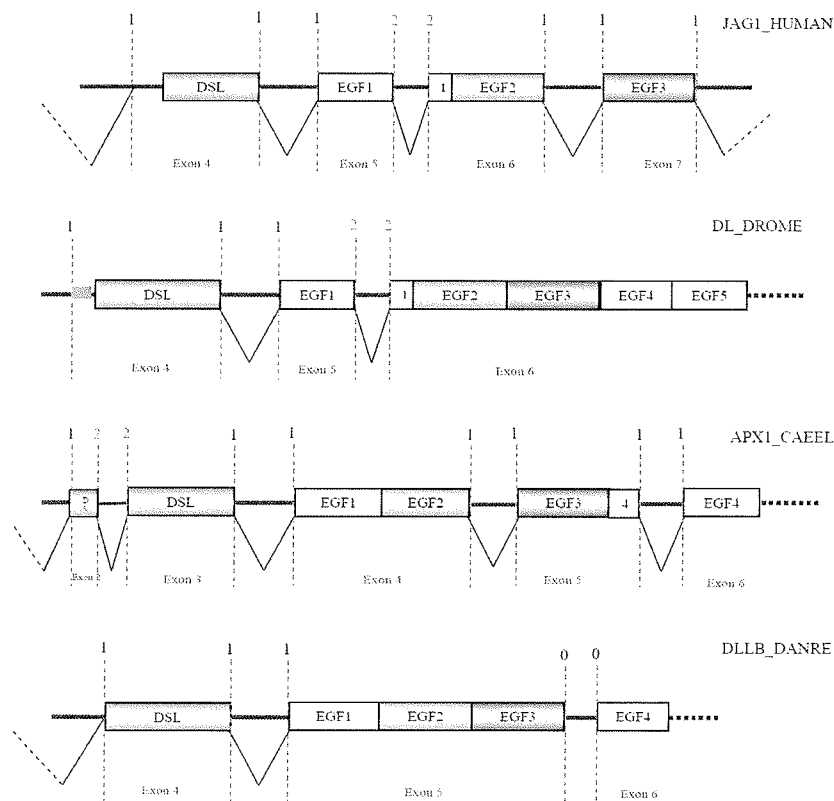 1 1 1 2 2 1 1 1 JAG1_HUMAN
DSL EGF1 1 EGF2 EGF3
Exon 4 Exon 5 Exon 6 Exon 7
1 1 1 2 2 DL_DROME
DSL EGF1 1 EGF2 EGF3 EGF4 EGF5
Exon 4 Exon 5 Exon 6
1 2 2 1 1 1 1 1 1 APX1_CAEEL
? DSL EGF1 EGF2 EGF3 4 EGF4
Exon 2 Exon 3 Exon 4 Exon 5 Exon 6
1 1 1 0 0 DLLB_DANRE
DSL EGF1 EGF2 EGF3 EGF4
Exon 4 Exon 5 Exon 6